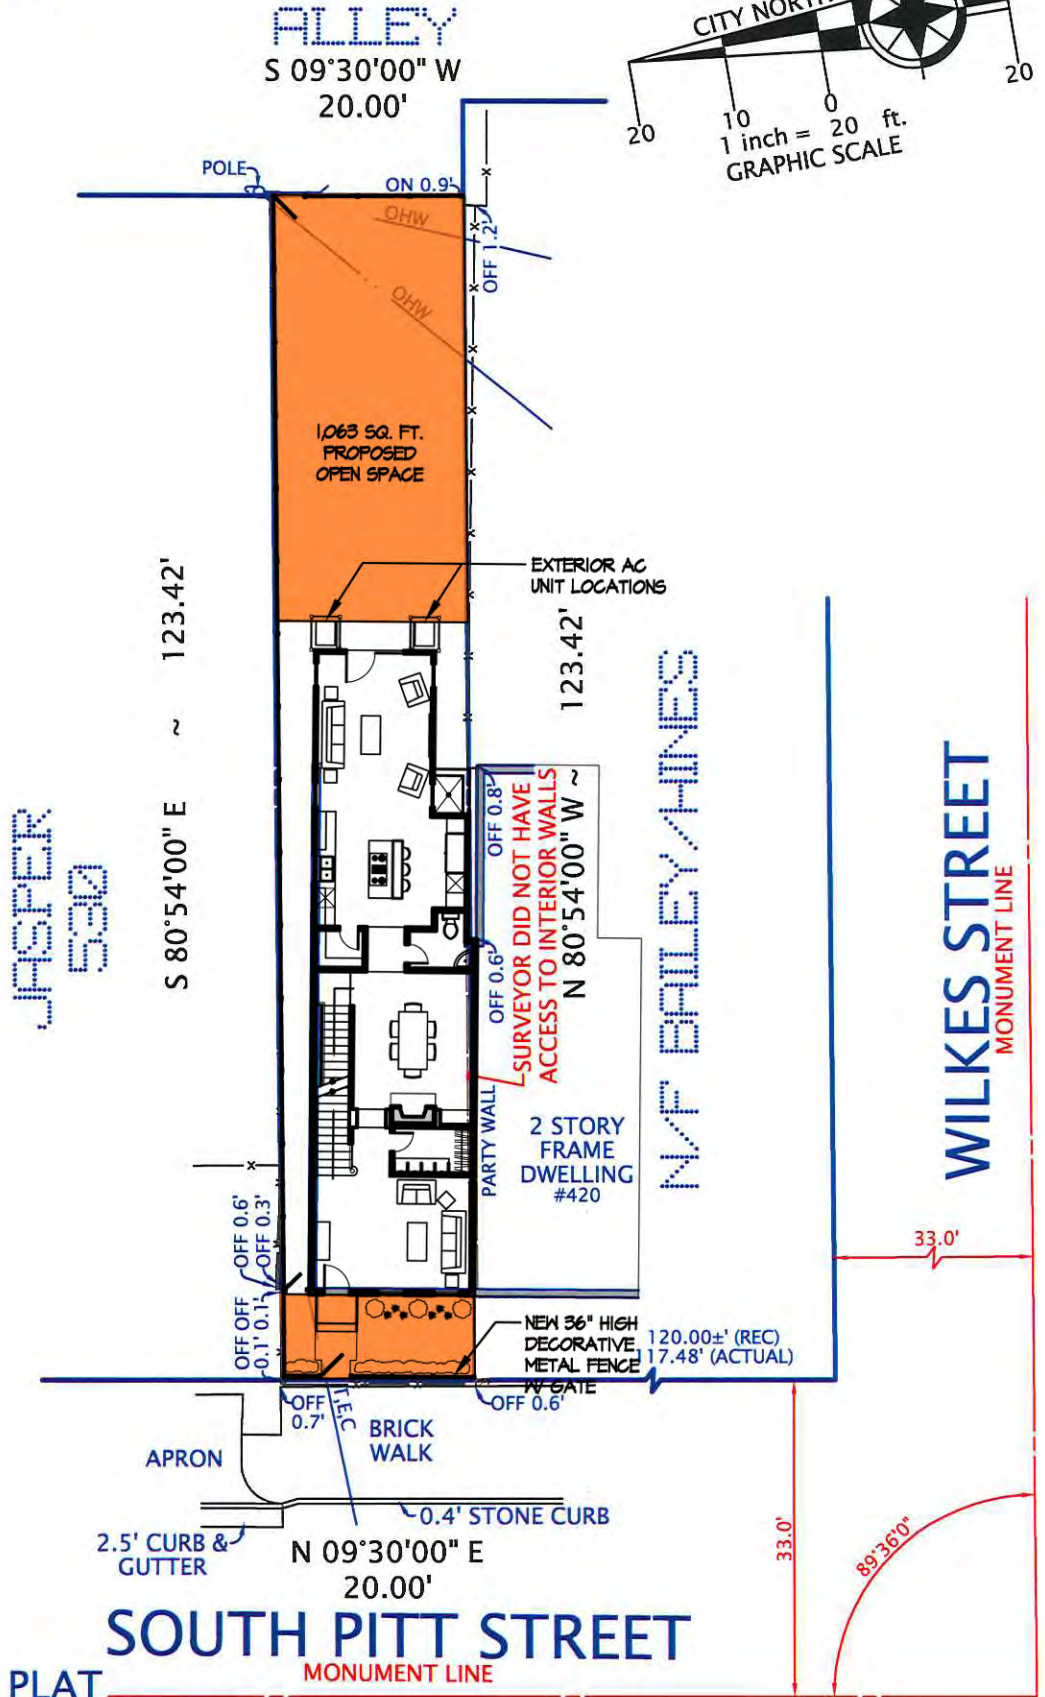 ALLEY
S 09°30'00" W
20.00'
CITY NORTH
20
10
0
20
1 inch = 20 ft.
GRAPHIC SCALE
POLE
ON 0.9'
OHW
OFF 1.2'
OHW
1,063 SQ. FT.
PROPOSED
OPEN SPACE
EXTERIOR AC
UNIT LOCATIONS
S 80°54'00" E ~ 123.42'
N 80°54'00" W ~ 123.42'
JASPER
530
OFF 0.8'
SURVEYOR DID NOT HAVE
ACCESS TO INTERIOR WALLS
OFF 0.6'
PARTY WALL
2 STORY
FRAME
DWELLING
#420
N/F BAILEY/HINES
WILKES STREET
MONUMENT LINE
33.0'
OFF 0.6'
OFF 0.3'
OFF OFF
0.1' 0.1'
NEW 36" HIGH
DECORATIVE
METAL FENCE
W/ GATE
120.00±' (REC)
117.48' (ACTUAL)
OFF
0.7'
T,E,C
OFF 0.6'
BRICK
WALK
APRON
0.4' STONE CURB
2.5' CURB &
GUTTER
N 09°30'00" E
20.00'
33.0'
89°36'0"
SOUTH PITT STREET
MONUMENT LINE
PLAT